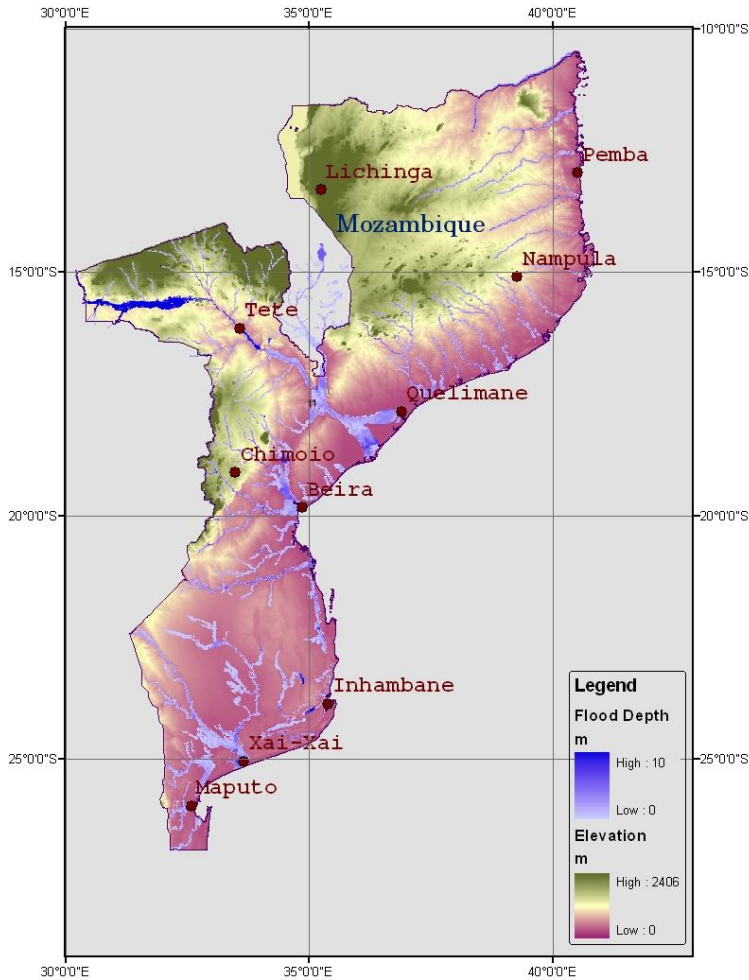 30°0'0"E 35°0'0"E 40°0'0"E
10°0'0"S
Pemba
Lichinga
Mozambique
Nampula
15°0'0"S 15°0'0"S
Tete
Quelimane
Chimoio
Beira
20°0'0"S 20°0'0"S
Inhambane
Xai-Xai
25°0'0"S 25°0'0"S
Maputo
Legend
Flood Depth
m
High : 10
Low : 0
Elevation
m
High : 2406
Low : 0
30°0'0"E 35°0'0"E 40°0'0"E